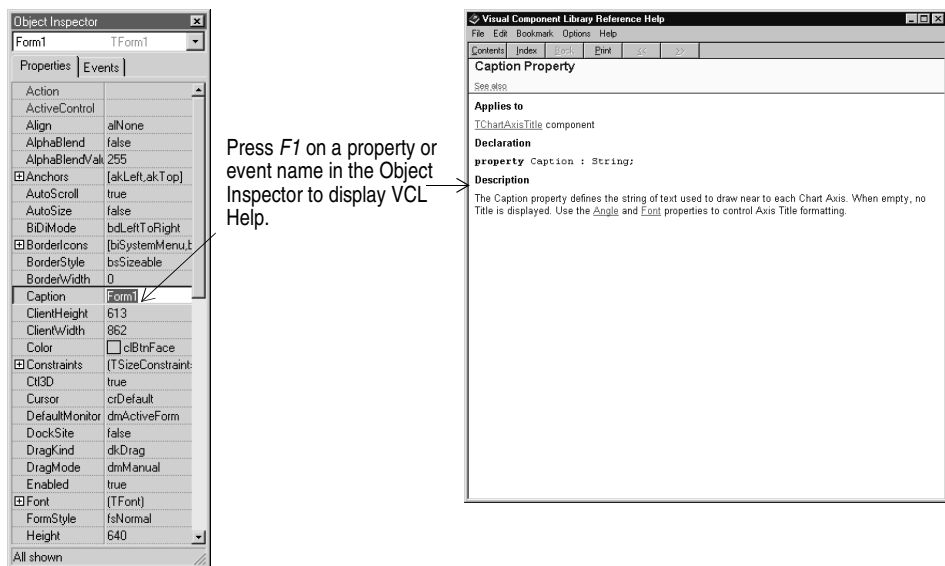 Object Inspector
Form1 TForm1
Properties Events
Action
ActiveControl
Align alNone
AlphaBlend false
AlphaBlendValu 255
Anchors [akLeft,akTop]
AutoScroll true
AutoSize false
BiDiMode bdLeftToRight
BorderIcons [biSystemMenu,b
BorderStyle bsSizeable
BorderWidth 0
Caption Form1
ClientHeight 613
ClientWidth 862
Color clBtnFace
Constraints (TSizeConstraint:
Ctl3D true
Cursor crDefault
DefaultMonitor dmActiveForm
DockSite false
DragKind dkDrag
DragMode dmManual
Enabled true
Font (TFont)
FormStyle fsNormal
Height 640
All shown
Press F1 on a property or
event name in the Object
Inspector to display VCL
Help.
Visual Component Library Reference Help
File Edit Bookmark Options Help
Contents Index Back Print << >>
Caption Property
See also
Applies to
TChartAxisTitle component
Declaration
property Caption : String;
Description
The Caption property defines the string of text used to draw near to each Chart Axis. When empty, no
Title is displayed. Use the Angle and Font properties to control Axis Title formatting.